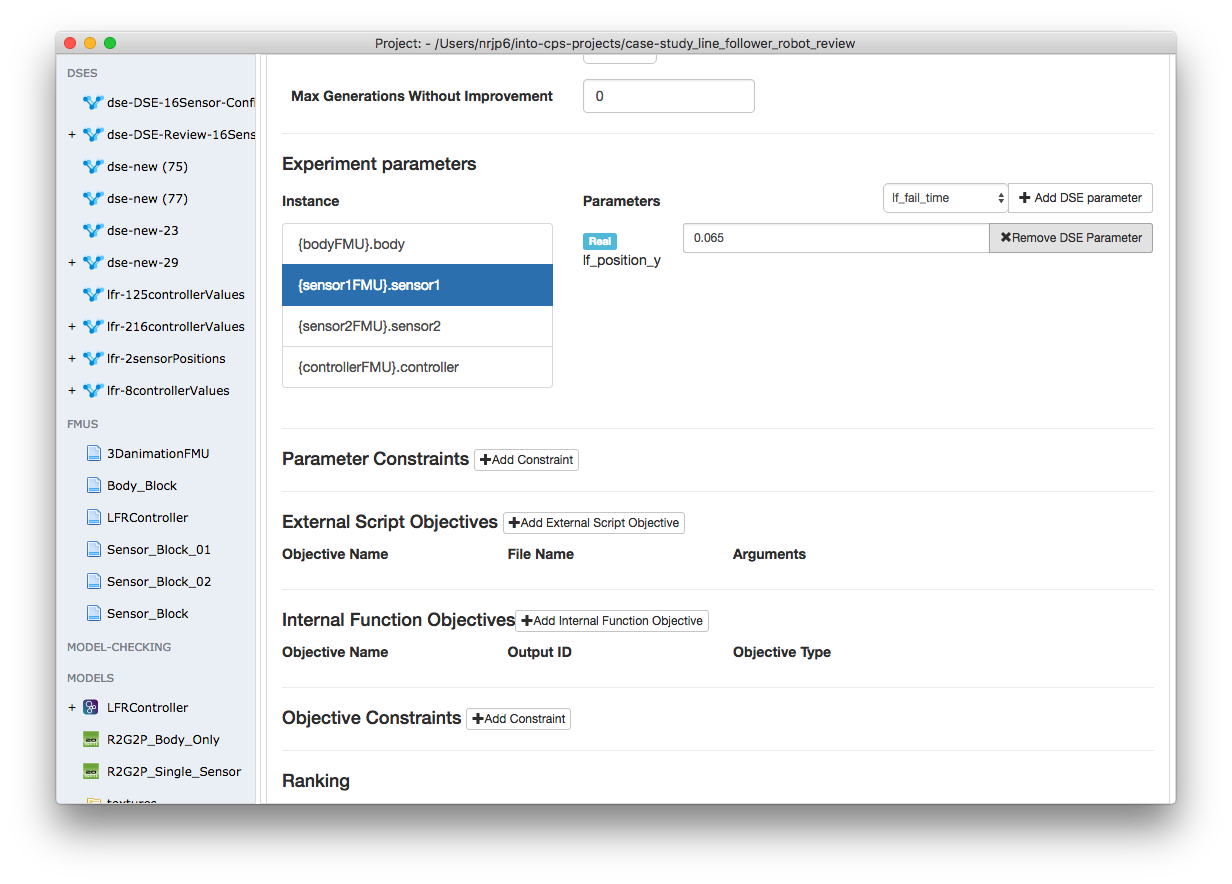 Project: - /Users/nrjp6/into-cps-projects/case-study_line_follower_robot_review
DSES
dse-DSE-16Sensor-Confi
+ dse-DSE-Review-16Sens
dse-new (75)
dse-new (77)
dse-new-23
+ dse-new-29
lfr-125controllerValues
+ lfr-216controllerValues
+ lfr-2sensorPositions
+ lfr-8controllerValues
FMUS
3DanimationFMU
Body_Block
LFRController
Sensor_Block_01
Sensor_Block_02
Sensor_Block
MODEL-CHECKING
MODELS
+ LFRController
R2G2P_Body_Only
R2G2P_Single_Sensor
textures
Max Generations Without Improvement 0
Experiment parameters
Instance
{bodyFMU}.body
{sensor1FMU}.sensor1
{sensor2FMU}.sensor2
{controllerFMU}.controller
Parameters lf_fail_time Add DSE parameter
Real 0.065 Remove DSE Parameter
lf_position_y
Parameter Constraints Add Constraint
External Script Objectives Add External Script Objective
Objective Name File Name Arguments
Internal Function Objectives Add Internal Function Objective
Objective Name Output ID Objective Type
Objective Constraints Add Constraint
Ranking